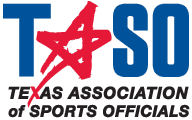 TASO
TEXAS ASSOCIATION
of SPORTS OFFICIALS